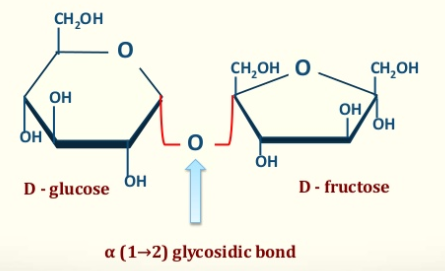 CH₂OH
O
OH
OH
OH
D - glucose
O
CH₂OH
O
CH₂OH
OH
OH
OH
D - fructose
α (1→2) glycosidic bond